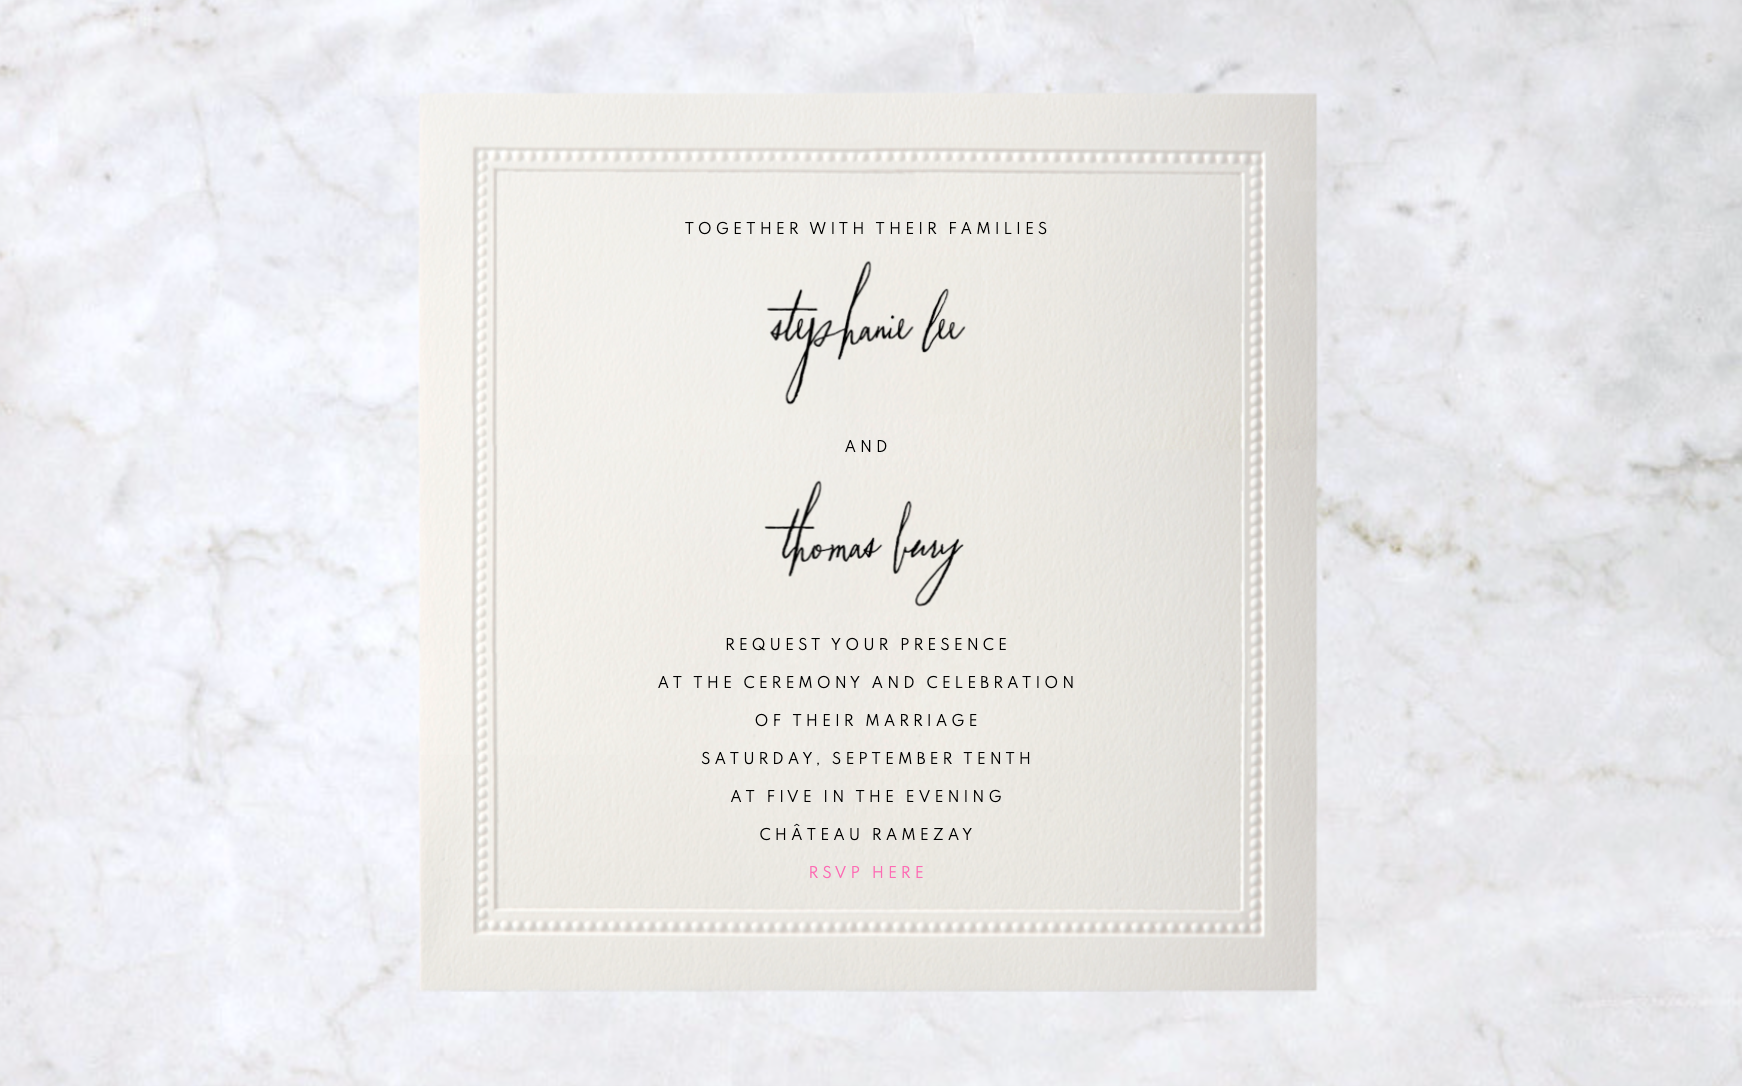 TOGETHER WITH THEIR FAMILIES
stephanie lee
AND
thomas berry
REQUEST YOUR PRESENCE
AT THE CEREMONY AND CELEBRATION
OF THEIR MARRIAGE
SATURDAY, SEPTEMBER TENTH
AT FIVE IN THE EVENING
CHÂTEAU RAMEZAY
RSVP HERE